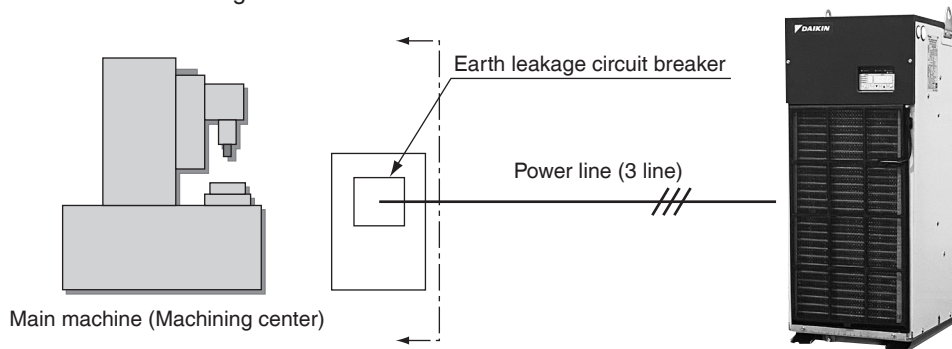 DAIKIN
Earth leakage circuit breaker
Power line (3 line)
Main machine (Machining center)